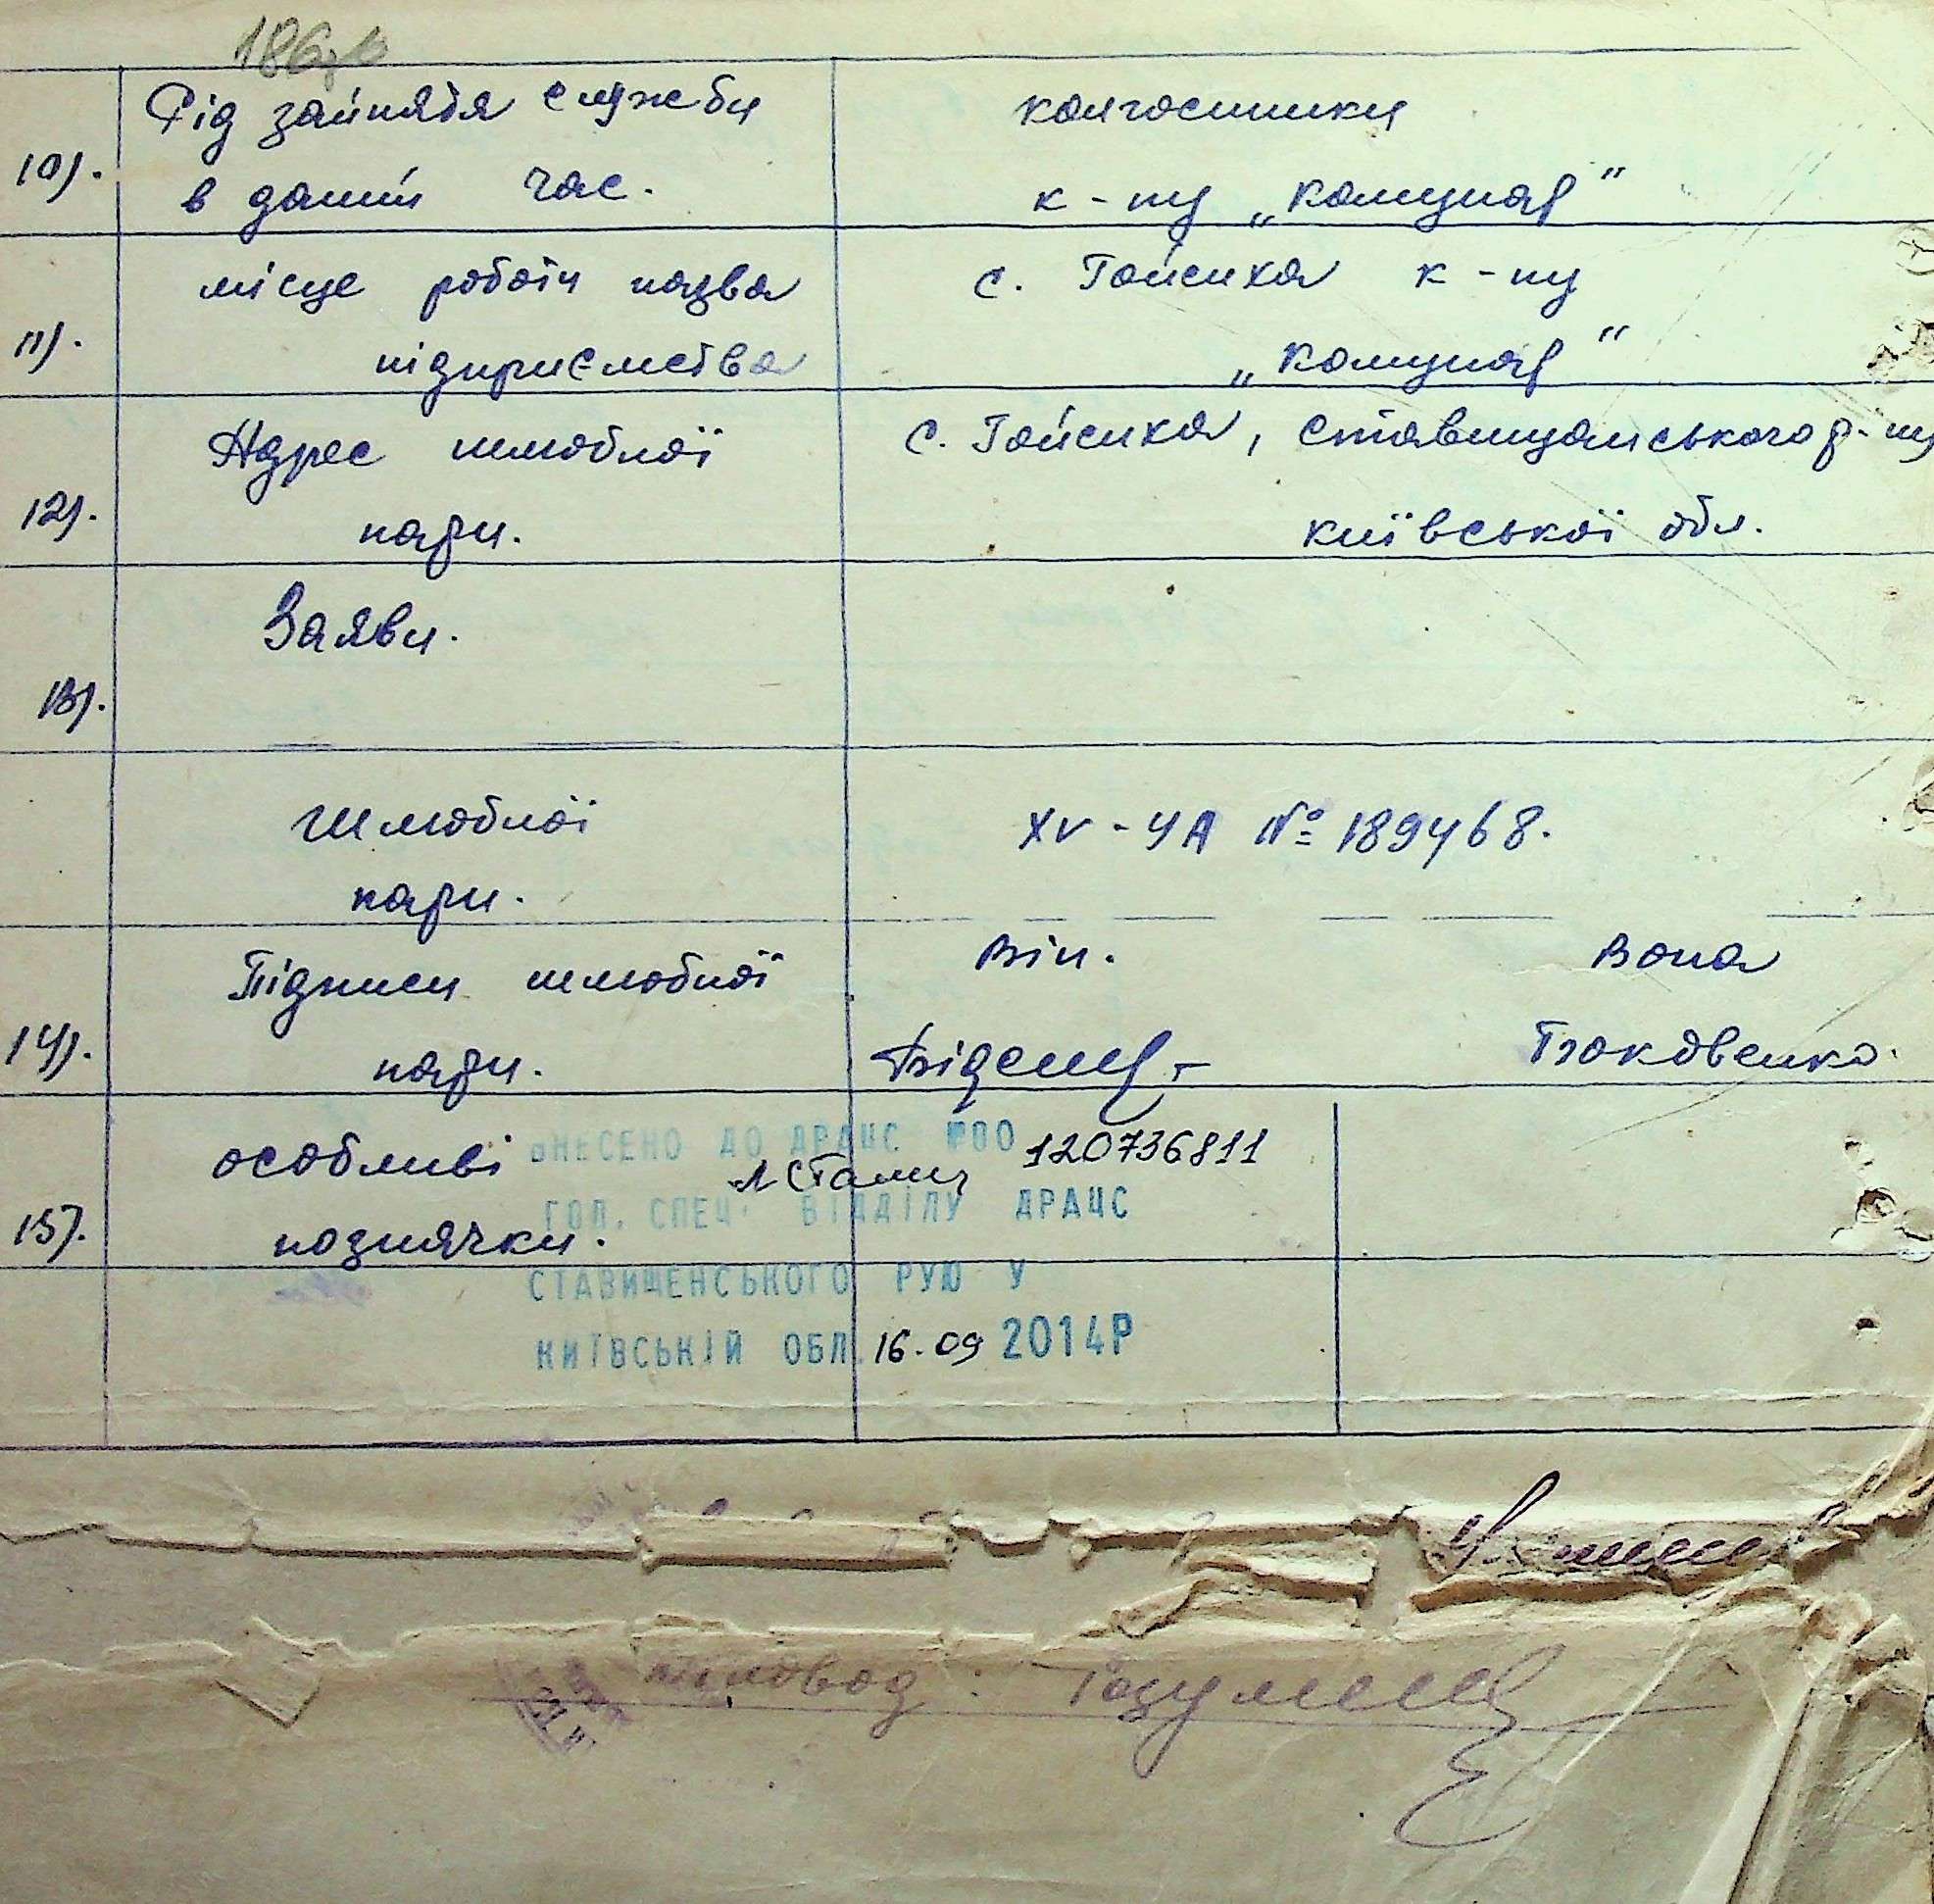 10). Рід зайняття служби колгоспники
в даний час. к-пу „Комунар"
місце роботи назва с. Гойсиха к-пу
11). підприємства „Комунар"
Адрес шлюбної с. Гойсиха, Ставищанського р-ну
12). пари. Київської обл.
Заяви.
13).
Шлюбної XV-УА № 189468.
пари.
Підписи шлюбної Він. Вона
14). пари. Яковенко.
особливі ВНЕСЕНО ДО ДРАЦС 120736811
ГОЛ. СПЕЦ. ВІДДІЛУ ДРАЦС
15). позначки.
СТАВИЩЕНСЬКОГО РУЮ У
КИЇВСЬКІЙ ОБЛ. 16.09 2014Р